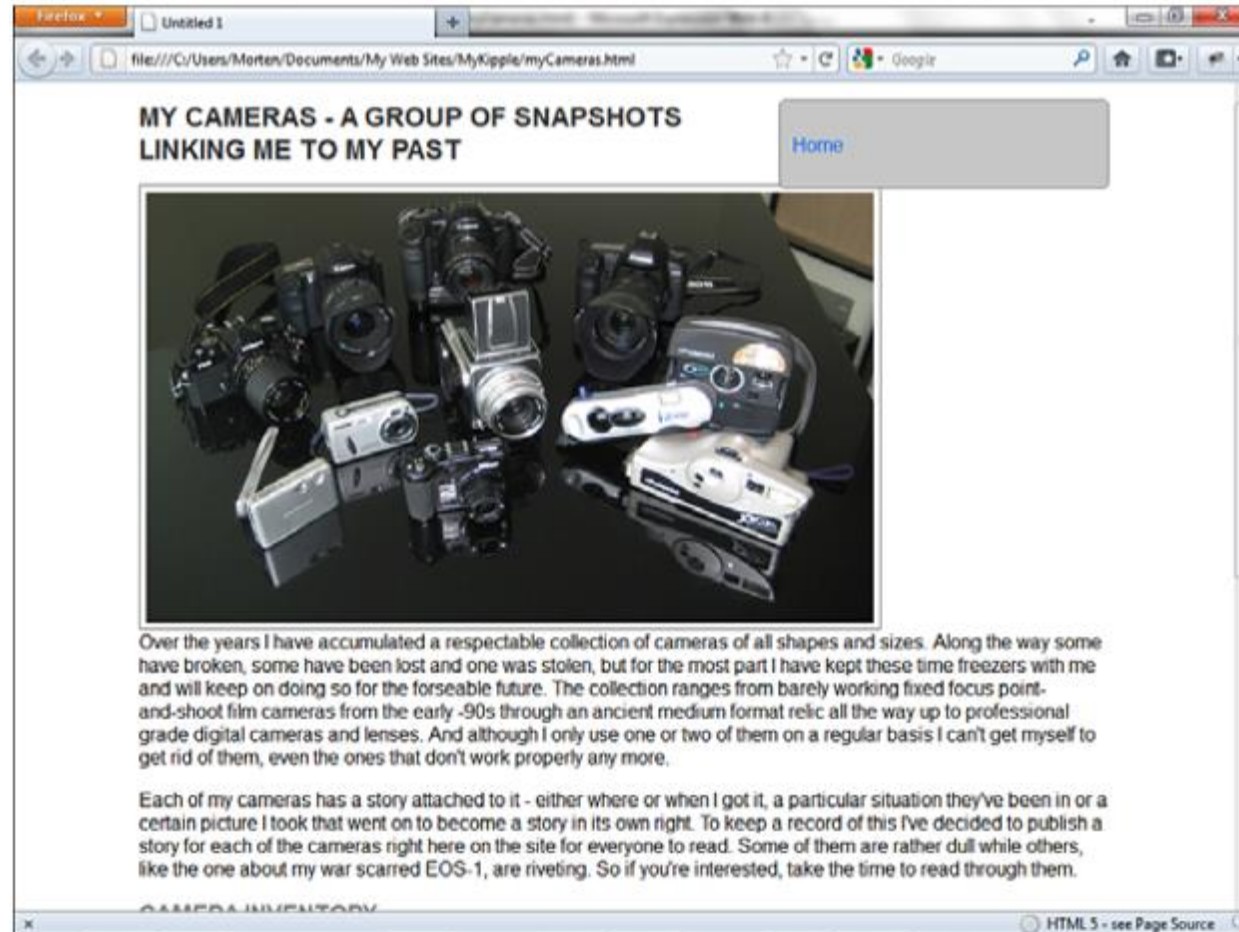 Firefox
Untitled 1
file:///C:/Users/Morten/Documents/My Web Sites/MyKipple/myCameras.html
Google
MY CAMERAS - A GROUP OF SNAPSHOTS
LINKING ME TO MY PAST
Home
Over the years I have accumulated a respectable collection of cameras of all shapes and sizes. Along the way some
have broken, some have been lost and one was stolen, but for the most part I have kept these time freezers with me
and will keep on doing so for the forseable future. The collection ranges from barely working fixed focus point-
and-shoot film cameras from the early -90s through an ancient medium format relic all the way up to professional
grade digital cameras and lenses. And although I only use one or two of them on a regular basis I can't get myself to
get rid of them, even the ones that don't work properly any more.
Each of my cameras has a story attached to it - either where or when I got it, a particular situation they've been in or a
certain picture I took that went on to become a story in its own right. To keep a record of this I've decided to publish a
story for each of the cameras right here on the site for everyone to read. Some of them are rather dull while others,
like the one about my war scarred EOS-1, are riveting. So if you're interested, take the time to read through them.
CAMERA INVENTORY
HTML 5 - see Page Source